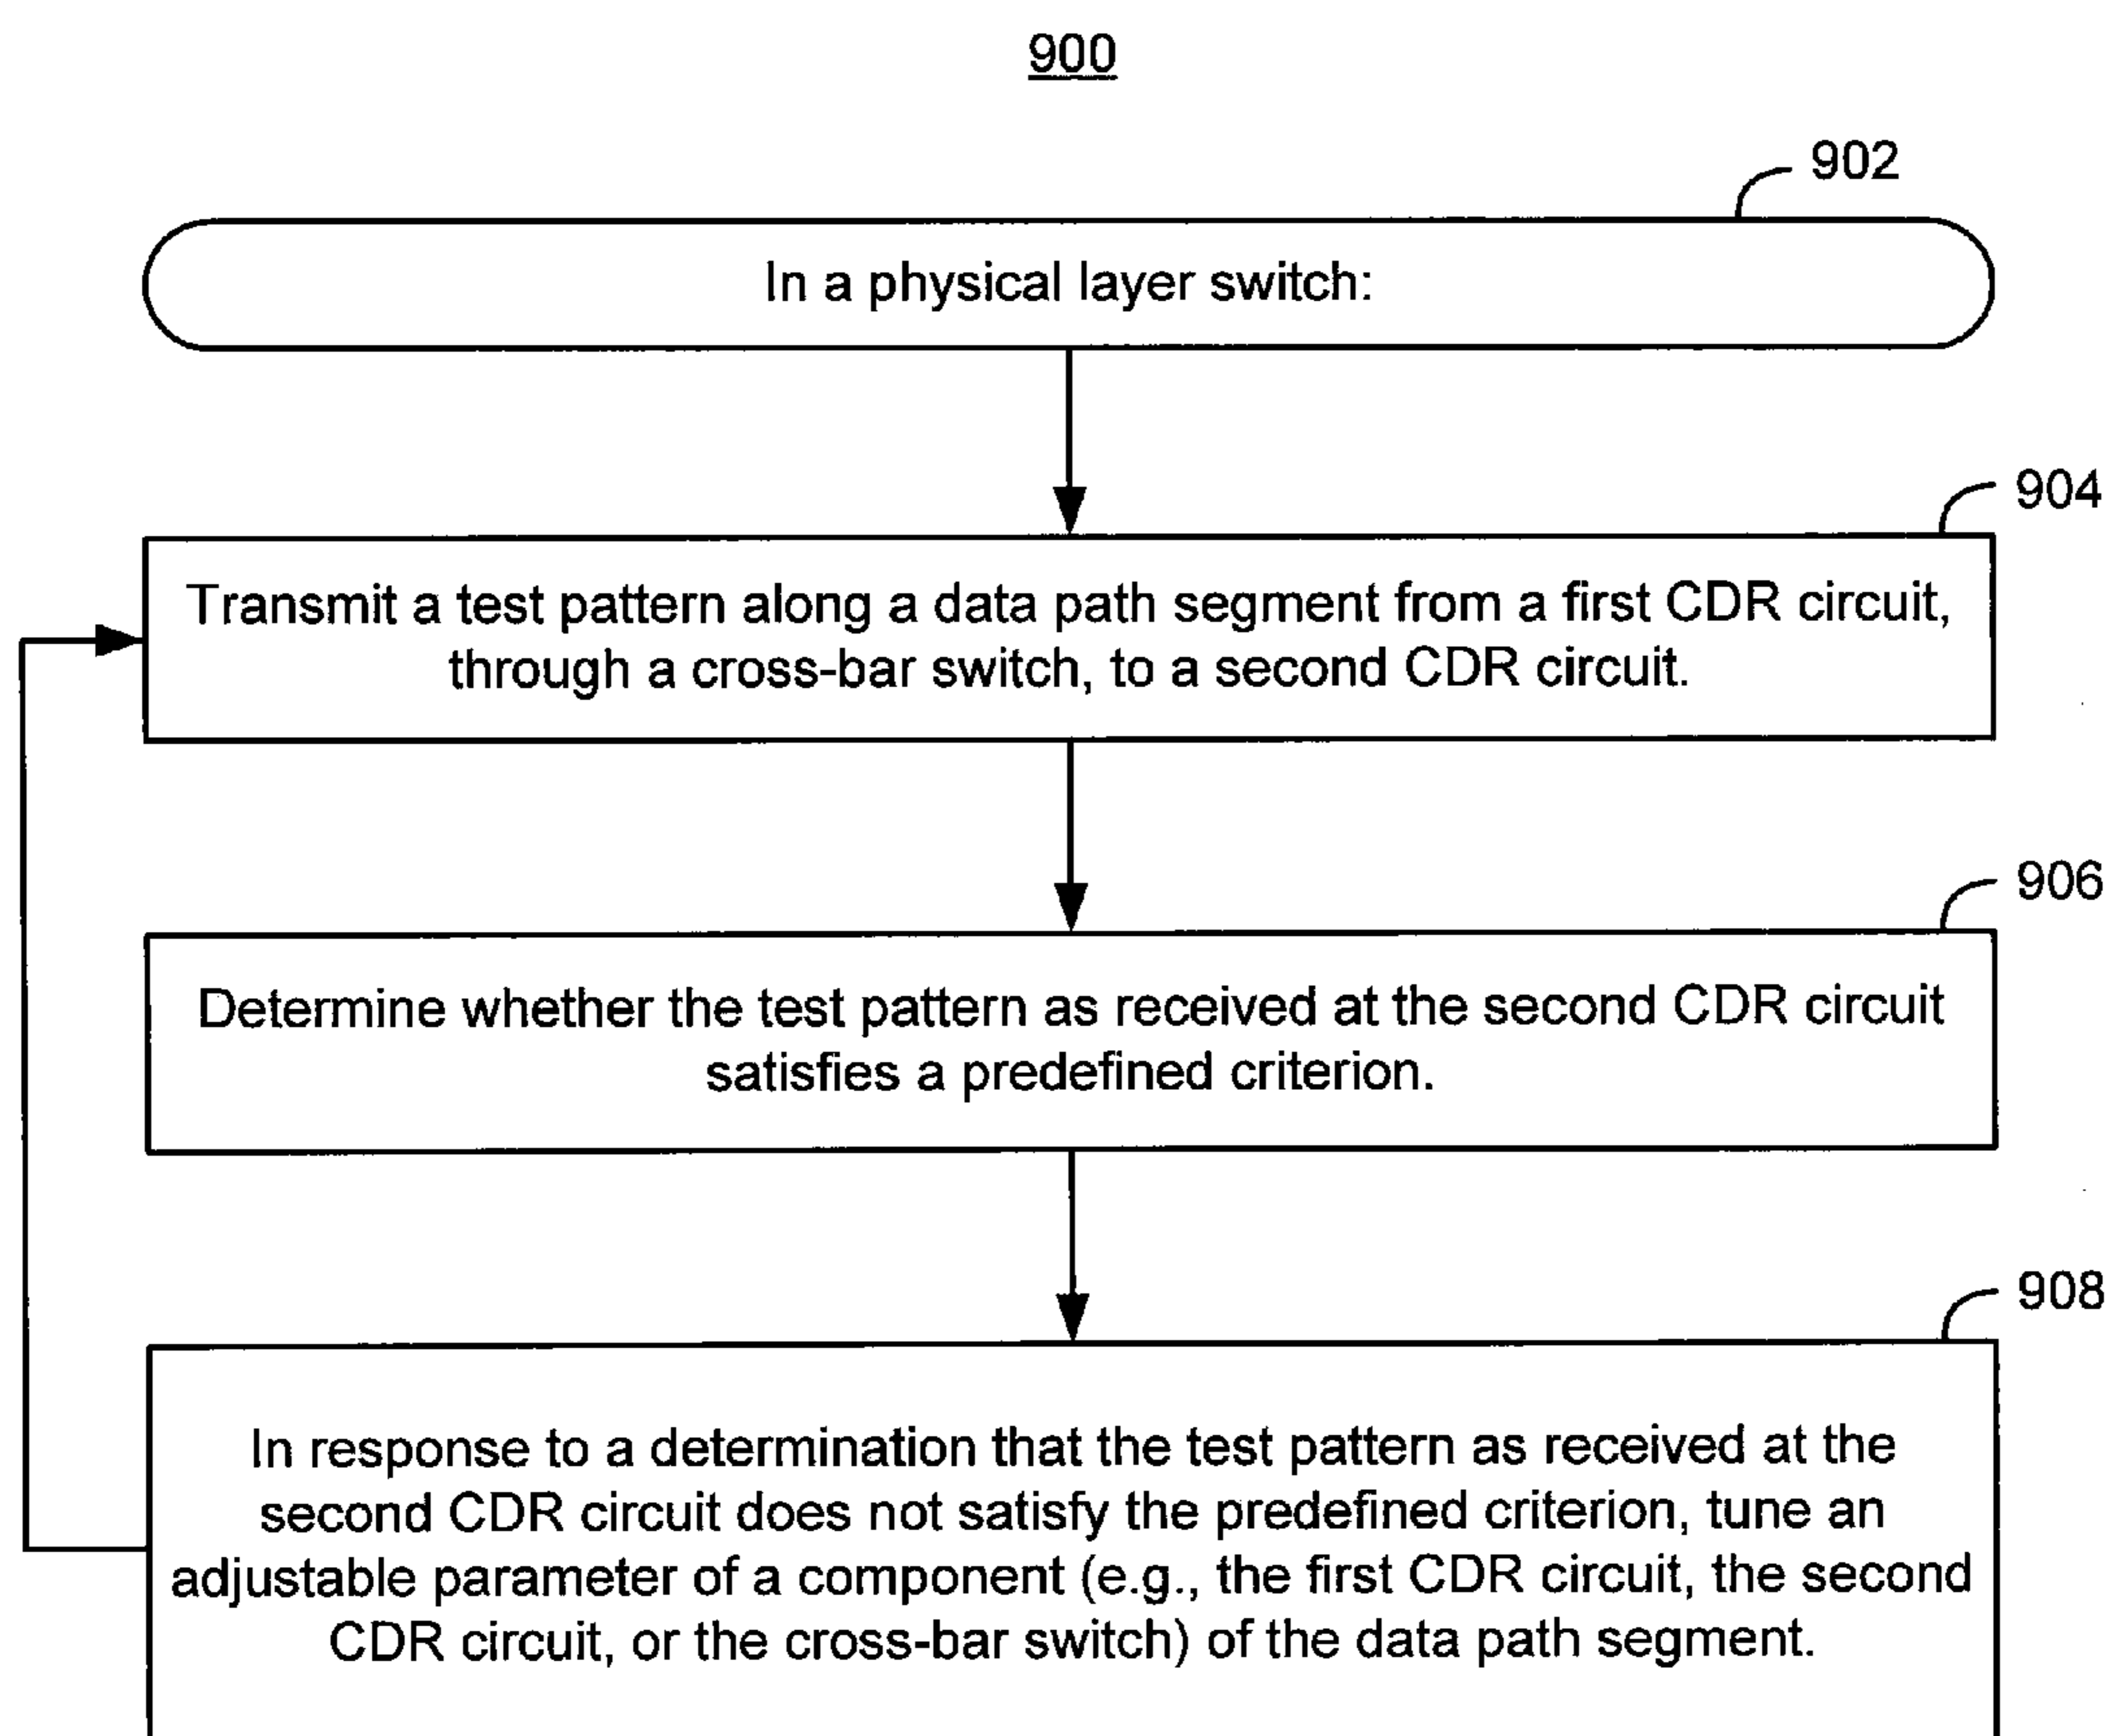 900
902
In a physical layer switch:
904
Transmit a test pattern along a data path segment from a first CDR circuit,
through a cross-bar switch, to a second CDR circuit.
906
Determine whether the test pattern as received at the second CDR circuit
satisfies a predefined criterion.
908
In response to a determination that the test pattern as received at the
second CDR circuit does not satisfy the predefined criterion, tune an
adjustable parameter of a component (e.g., the first CDR circuit, the second
CDR circuit, or the cross-bar switch) of the data path segment.